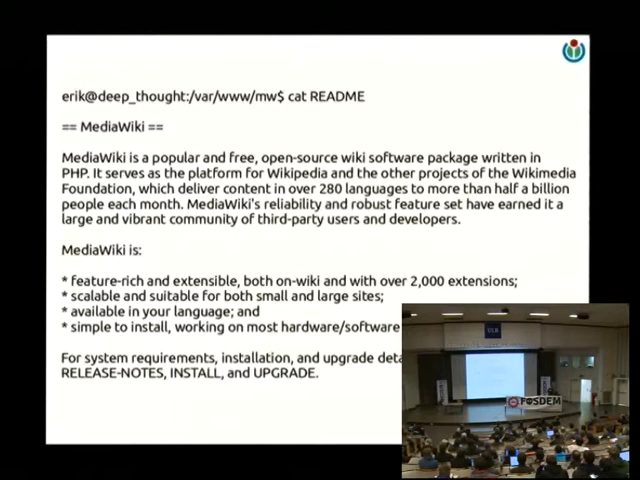 erik@deep_thought:/var/www/mw$ cat README
== MediaWiki ==
MediaWiki is a popular and free, open-source wiki software package written in
PHP. It serves as the platform for Wikipedia and the other projects of the Wikimedia
Foundation, which deliver content in over 280 languages to more than half a billion
people each month. MediaWiki's reliability and robust feature set have earned it a
large and vibrant community of third-party users and developers.
MediaWiki is:
* feature-rich and extensible, both on-wiki and with over 2,000 extensions;
* scalable and suitable for both small and large sites;
* available in your language; and
* simple to install, working on most hardware/software
For system requirements, installation, and upgrade
RELEASE-NOTES, INSTALL, and UPGRADE.
ULB
FOSDEM